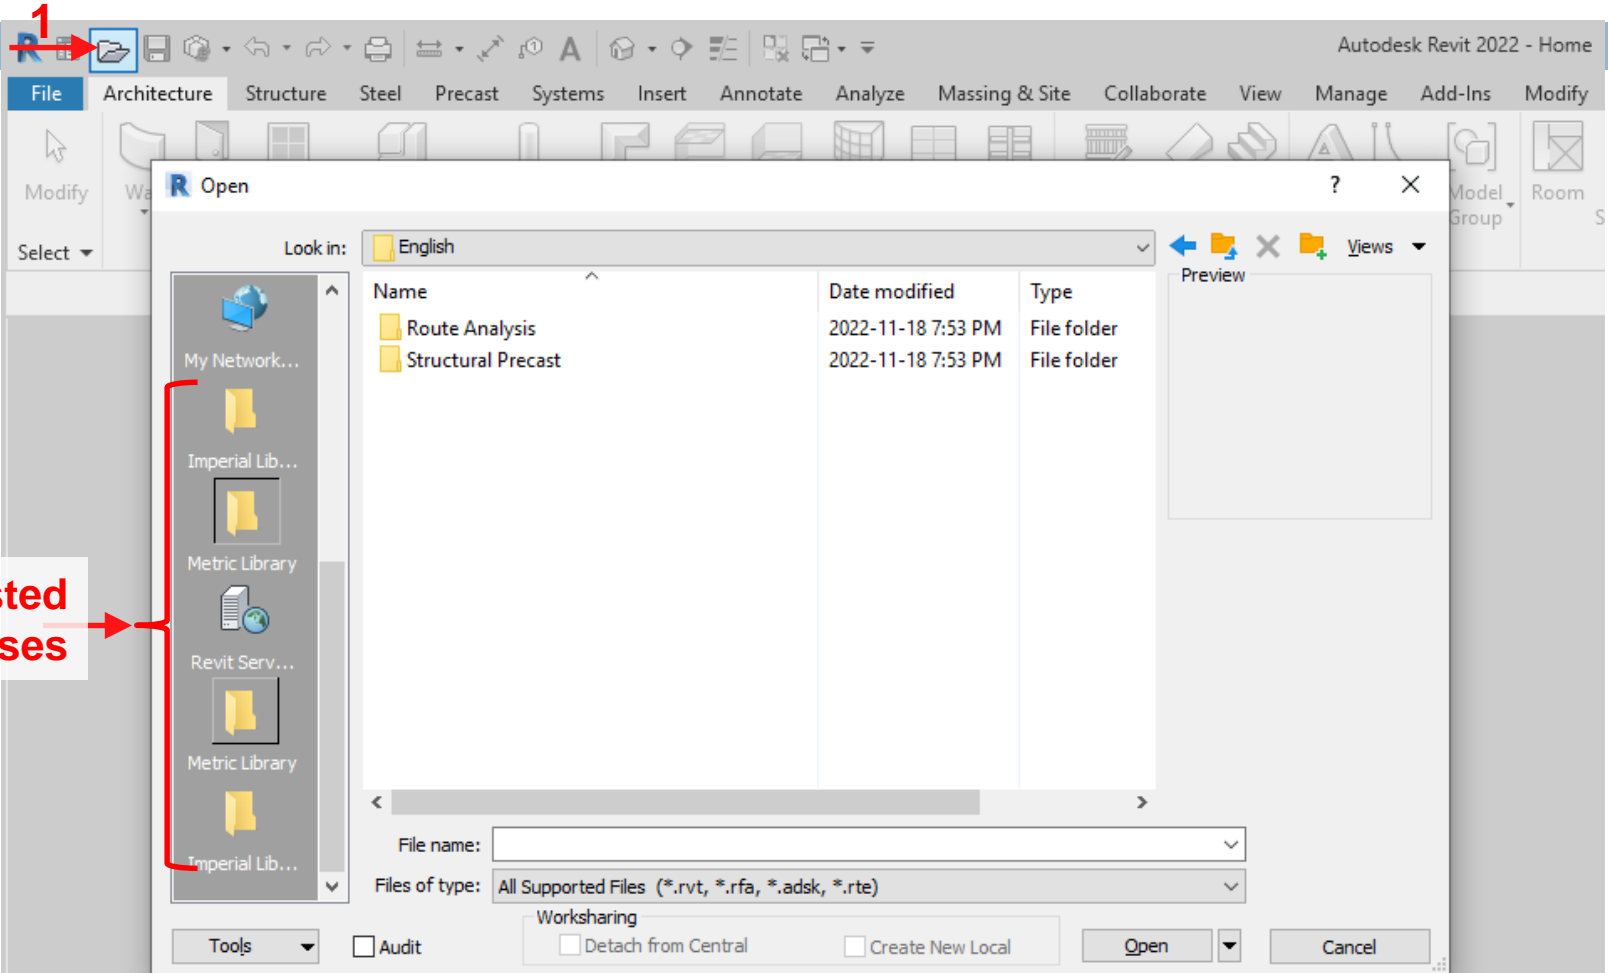 1
Autodesk Revit 2022 - Home
File Architecture Structure Steel Precast Systems Insert Annotate Analyze Massing & Site Collaborate View Manage Add-Ins Modify
Modify
Model
Group
Room
Select
Open
?
Look in: English
Views
Preview
Name Date modified Type
Route Analysis 2022-11-18 7:53 PM File folder
Structural Precast 2022-11-18 7:53 PM File folder
My Network...
Imperial Lib...
Metric Library
Revit Serv...
Metric Library
Imperial Lib...
File name:
Files of type: All Supported Files (*.rvt, *.rfa, *.adsk, *.rte)
Worksharing
Tools Audit Detach from Central Create New Local Open Cancel